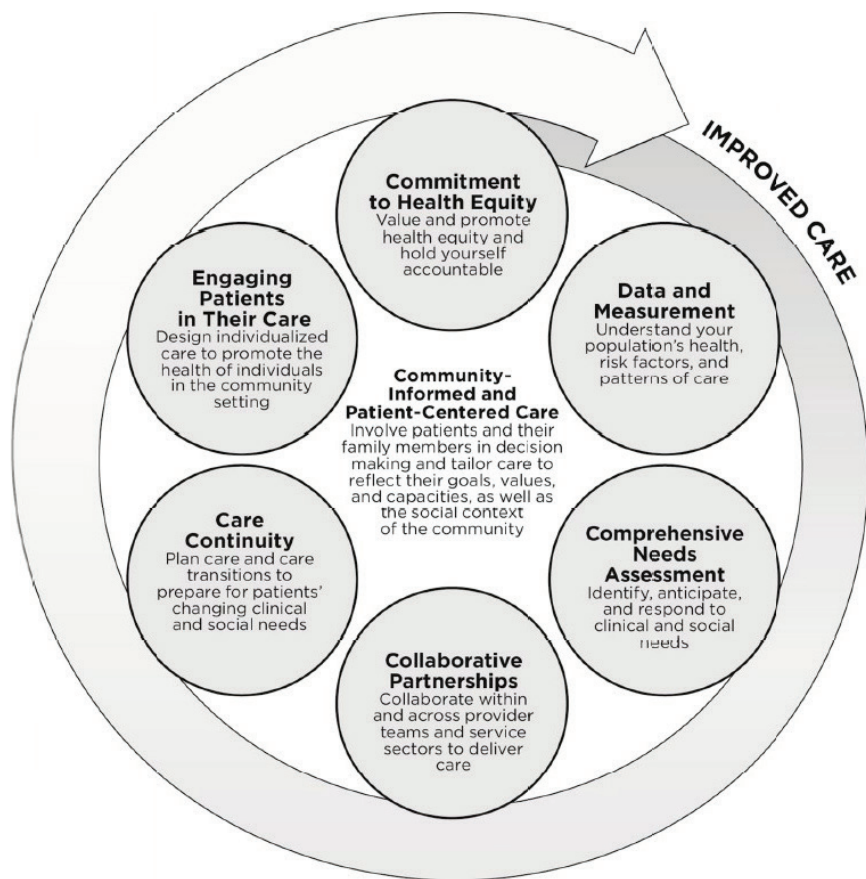 IMPROVED CARE
Commitment
to Health Equity
Value and promote
health equity and
hold yourself
accountable
Data and
Measurement
Understand your
population's health,
risk factors, and
patterns of care
Comprehensive
Needs
Assessment
Identify, anticipate,
and respond to
clinical and social
needs
Collaborative
Partnerships
Collaborate within
and across provider
teams and service
sectors to deliver
care
Care
Continuity
Plan care and care
transitions to
prepare for patients'
changing clinical
and social needs
Engaging
Patients
in Their Care
Design individualized
care to promote the
health of individuals
in the community
setting
Community-
Informed and
Patient-Centered Care
Involve patients and their
family members in decision
making and tailor care to
reflect their goals, values,
and capacities, as well as
the social context
of the community